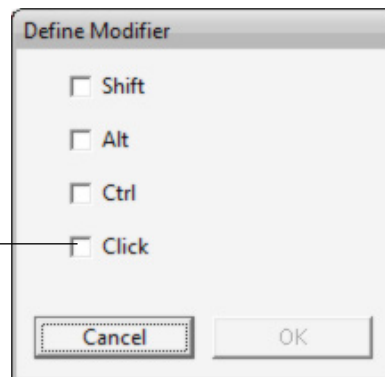 Define Modifier
Shift
Alt
Ctrl
Click
Cancel OK